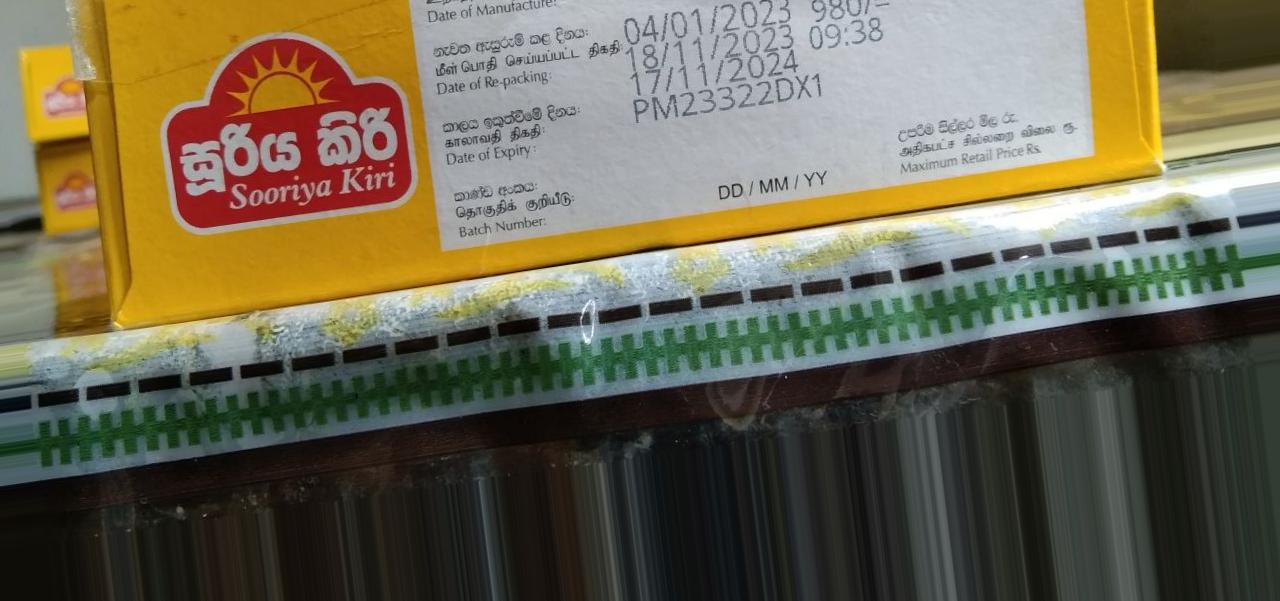 Date of Manufacture:
නැවත ඇසුරුම් කළ දිනය:
மீள் பொதி செய்யப்பட்ட திகதி:
Date of Re-packing:
04/01/2023 980/=
18/11/2023 09:38
17/11/2024
PM23322DX1
කාලය ඉකුත්වීමේ දිනය:
காலாவதி திகதி:
Date of Expiry:
කාණ්ඩ අංකය:
தொகுதிக் குறியீடு:
Batch Number:
DD / MM / YY
උපරිම සිල්ලර මිල රු.
அதிகபட்ச சில்லறை விலை ரூ.
Maximum Retail Price Rs.
සූරිය කිරි
Sooriya Kiri